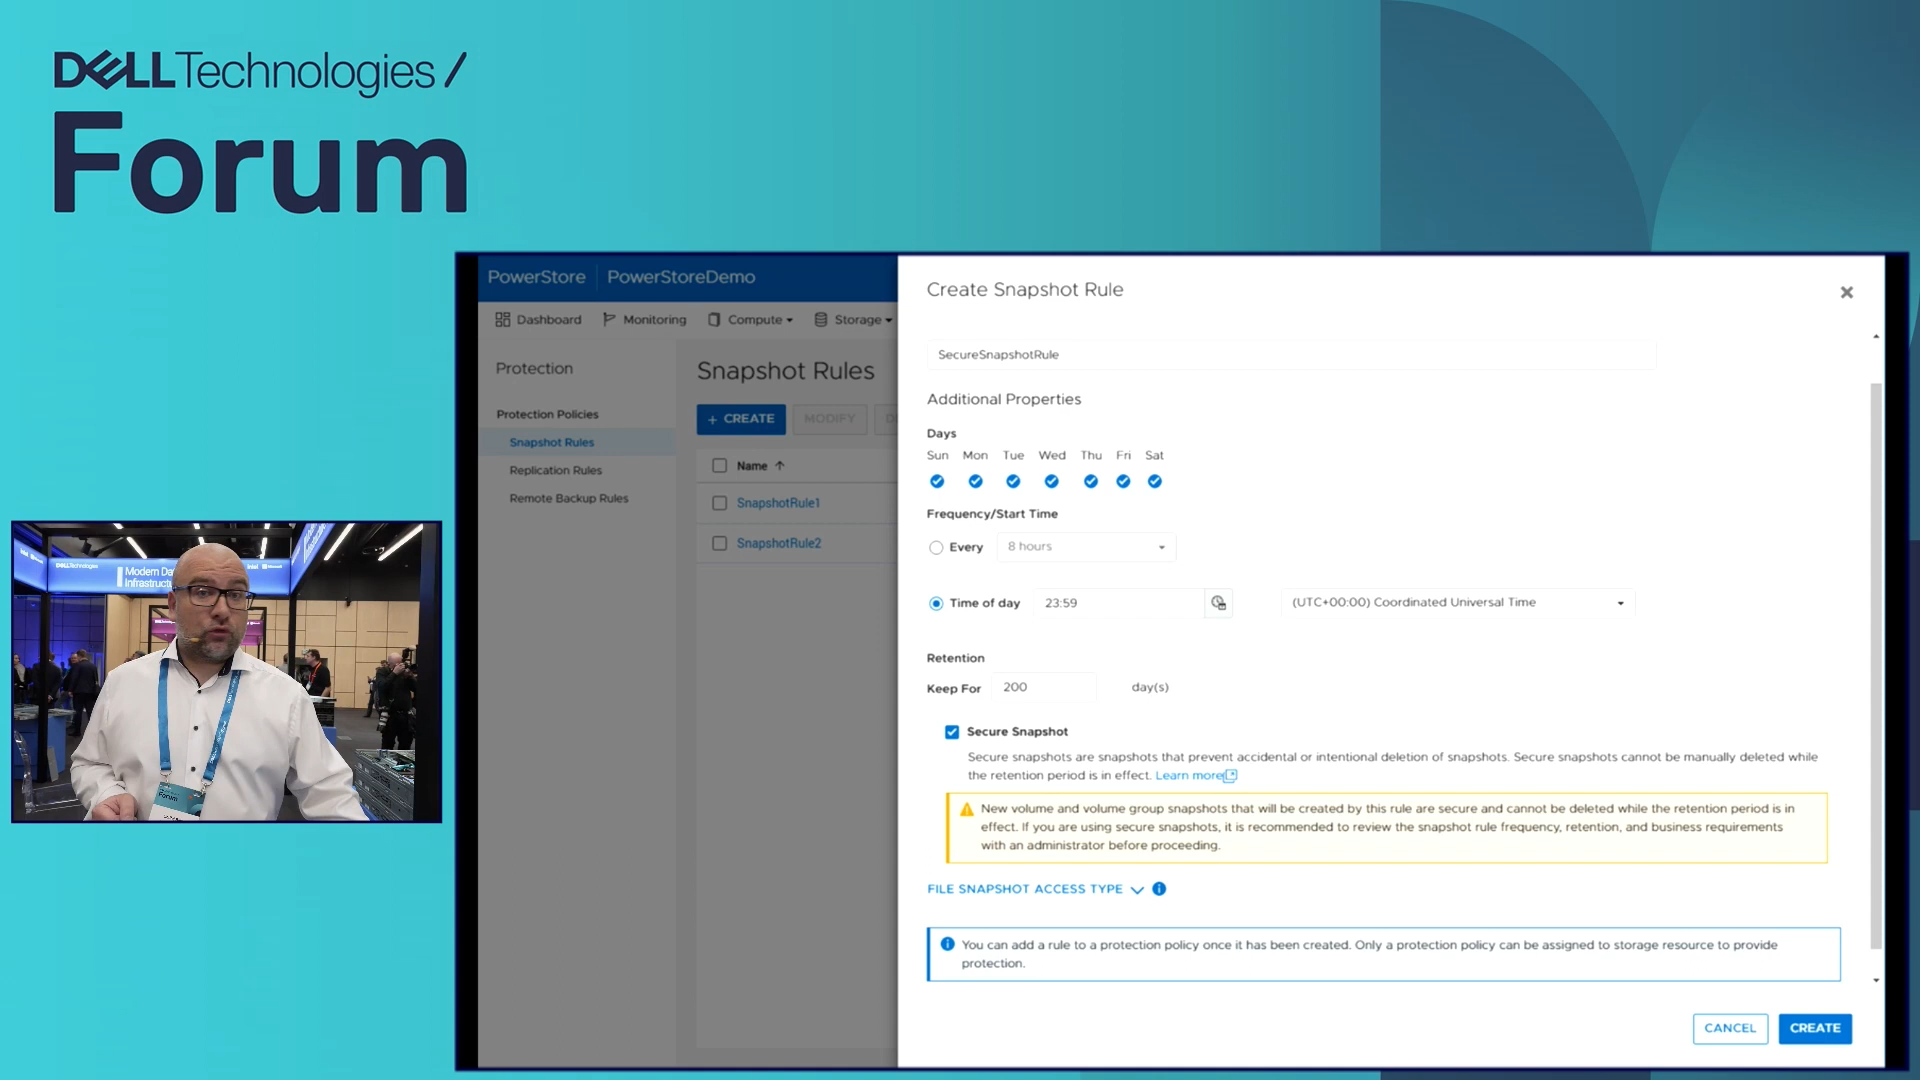 DELL Technologies /
Forum
PowerStore PowerStoreDemo
Dashboard Monitoring Compute Storage
Protection
Protection Policies
Snapshot Rules
Replication Rules
Remote Backup Rules
Snapshot Rules
+ CREATE MODIFY
Name
SnapshotRule1
SnapshotRule2
Create Snapshot Rule
SecureSnapshotRule
Additional Properties
Days
Sun Mon Tue Wed Thu Fri Sat
Frequency/Start Time
Every 8 hours
Time of day 23:59 (UTC+00:00) Coordinated Universal Time
Retention
Keep For 200 day(s)
Secure Snapshot
Secure snapshots are snapshots that prevent accidental or intentional deletion of snapshots. Secure snapshots cannot be manually deleted while
the retention period is in effect. Learn more
New volume and volume group snapshots that will be created by this rule are secure and cannot be deleted while the retention period is in
effect. If you are using secure snapshots, it is recommended to review the snapshot rule frequency, retention, and business requirements
with an administrator before proceeding.
FILE SNAPSHOT ACCESS TYPE
You can add a rule to a protection policy once it has been created. Only a protection policy can be assigned to storage resource to provide
protection.
CANCEL CREATE
DELLTechnologies
Modern Da
Infrastruct
intel Microsoft
Forum